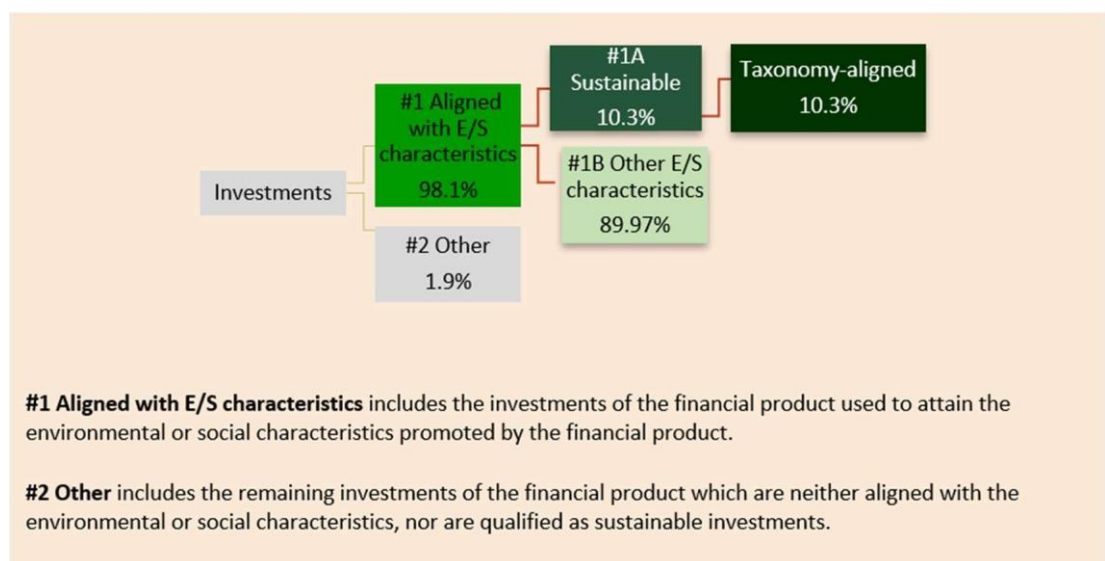 #1A
Sustainable
10.3%
Taxonomy-aligned
10.3%
#1 Aligned
with E/S
characteristics
98.1%
#1B Other E/S
characteristics
89.97%
Investments
#2 Other
1.9%
#1 Aligned with E/S characteristics includes the investments of the financial product used to attain the
environmental or social characteristics promoted by the financial product.
#2 Other includes the remaining investments of the financial product which are neither aligned with the
environmental or social characteristics, nor are qualified as sustainable investments.